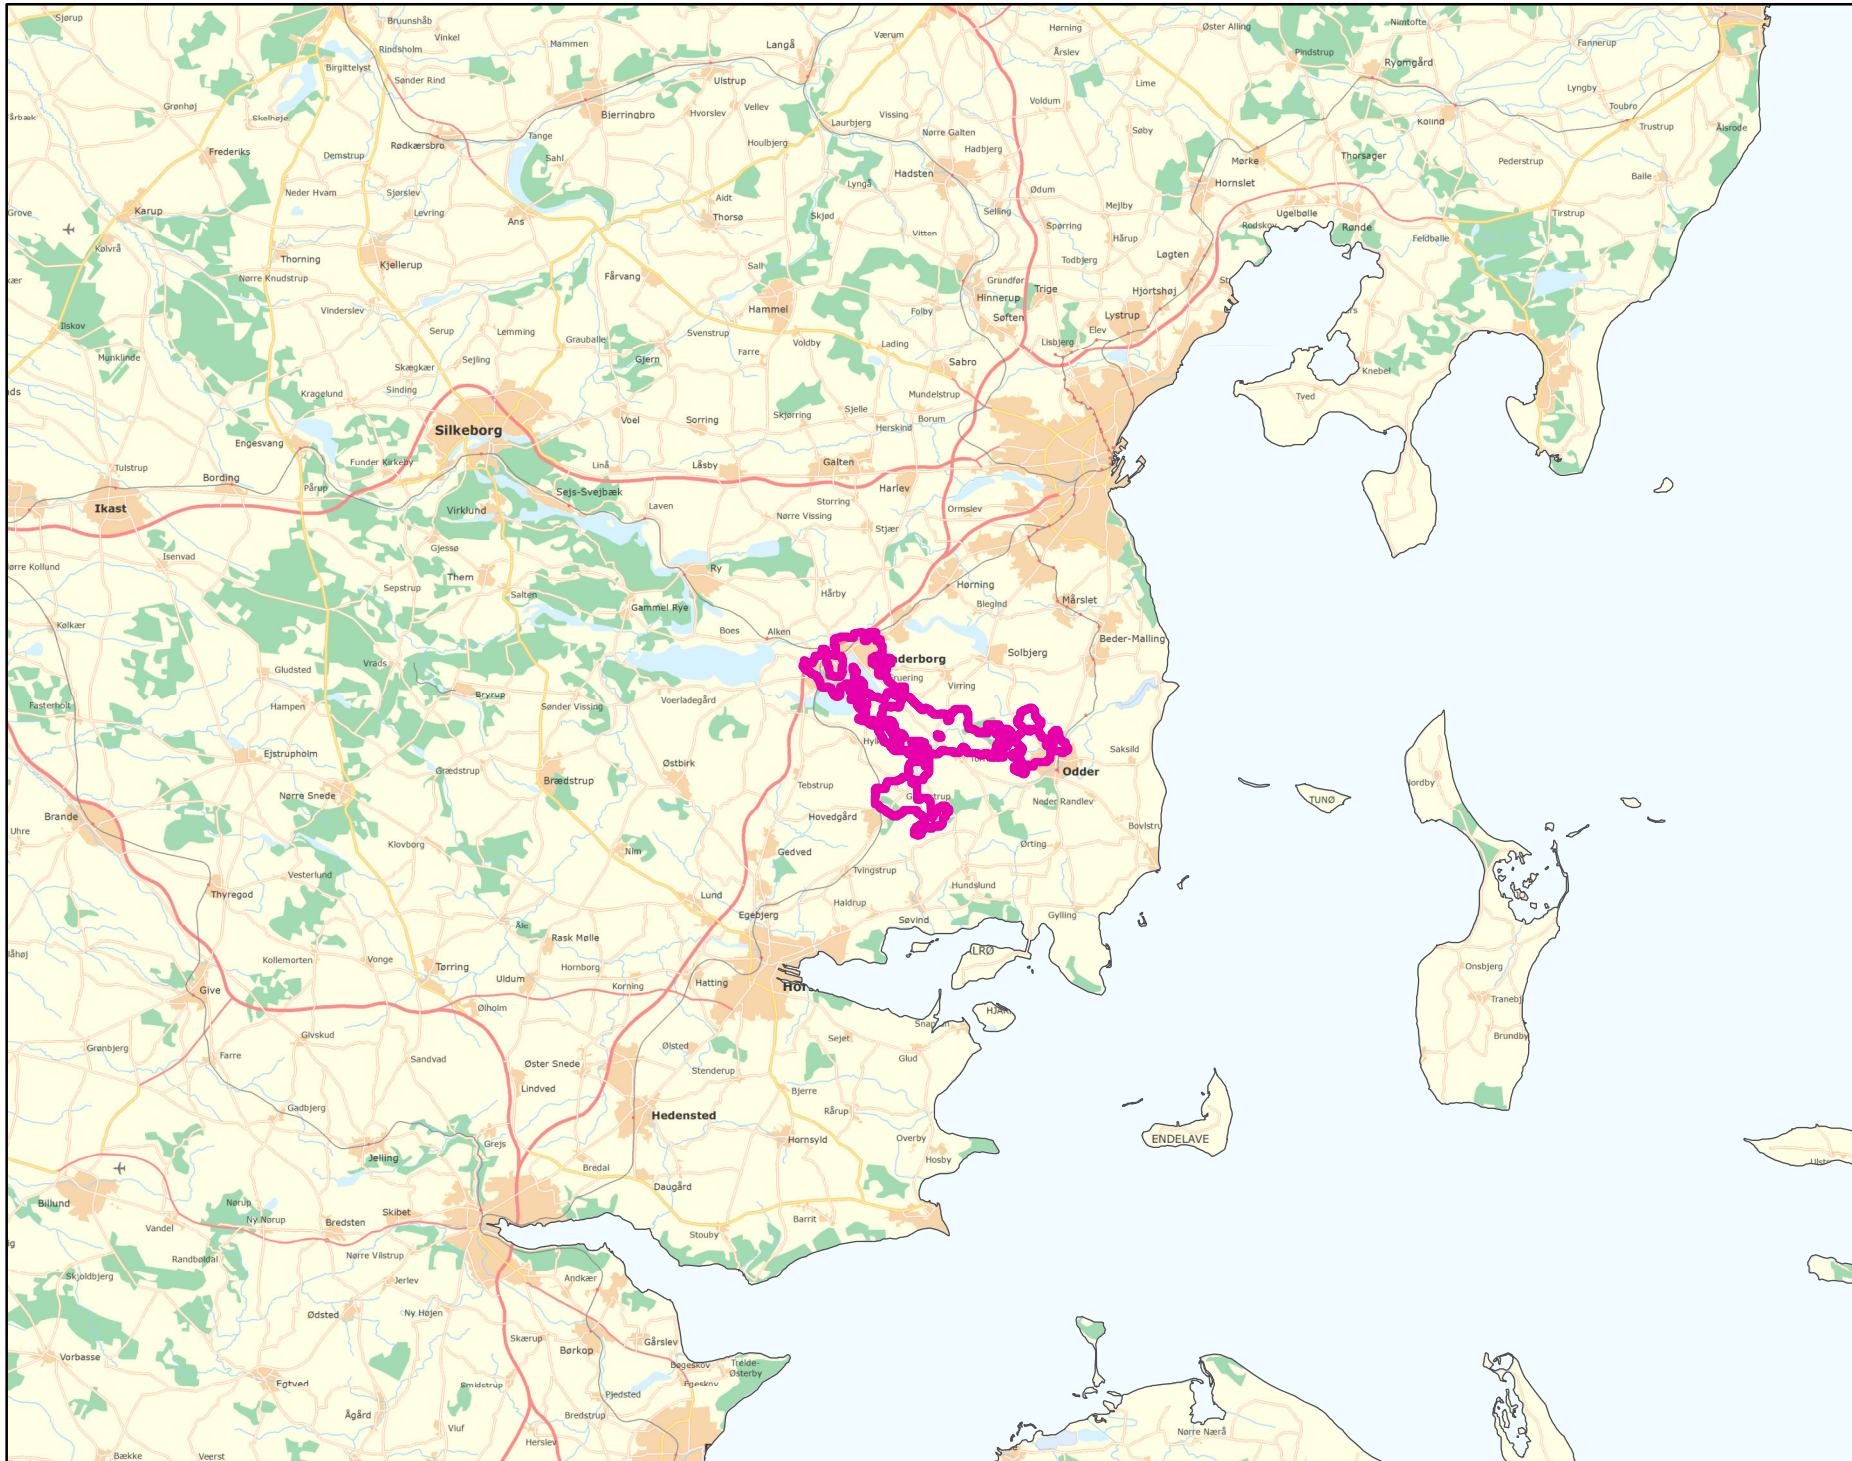 Sjørup
Bruunshåb
Vinkel
Mammen
Langå
Værum
Hørning
Øster Alling
Nimtofte
Fannerup
Rindsholm
Årslev
Pindstrup
Birgittelyst
Sønder Rind
Ulstrup
Lime
Ryomgård
Lyngby
Grønhøj
Vellev
Voldum
Toubro
Bjerringbro
Hvorslev
Vissing
Kolind
Skelhøje
Laurbjerg
Trustrup
Ålsrode
Tange
Nørre Galten
Søby
Rødkærsbro
Houlbjerg
Hadbjerg
Frederiks
Demstrup
Sahl
Mørke
Thorsager
Pederstrup
Hadsten
Balle
Neder Hvam
Sjørslev
Lyngå
Ødum
Hornslet
Aidt
Karup
Levring
Ans
Thorsø
Skjød
Selling
Mejlby
Ugelbølle
Tirstrup
Grove
Vitten
Spørring
Rodskov
Rønde
Kølvrå
Hårup
Feldballe
Thorning
Kjellerup
Salt
Todbjerg
Løgten
Nørre Knudstrup
Fårvang
Grundfør
Trige
Hjortshøj
Hinnerup
Vinderslev
Hammel
Folby
Søften
Lystrup
Ilskov
Serup
Lemming
Svenstrup
Elev
Grauballe
Voldby
Lading
Lisbjerg
Munklinde
Gjern
Farre
Sabro
Skægkær
Sejling
Knebel
Kragelund
Sinding
Mundelstrup
Tved
Voel
Sorring
Skjørring
Sjelle
Borum
Herskind
Silkeborg
Engesvang
Funder Kirkeby
Linå
Låsby
Galten
Tulstrup
Bording
Pårup
Sejs-Svejbæk
Harlev
Ikast
Virklund
Laven
Storring
Ormslev
Nørre Vissing
Stjær
Gjessø
Isenvad
Ry
Them
Hørning
Sepstrup
Salten
Hårby
Gammel Rye
Blegind
Mårslet
Kølkær
Boes
Alken
Beder-Malling
Vrads
Solbjerg
Gludsted
Fruering
Virring
Bryrup
Voerladegård
Fasterholt
Hampen
Sønder Vissing
Ejstrupholm
Saksild
Østbirk
Odder
Grædstrup
Brædstrup
Tebstrup
Nordby
Nørre Snede
Neder Randlev
TUNØ
Brande
Hovedgård
Uhre
Klovborg
Nim
Gedved
Ørting
Vesterlund
Tvingstrup
Thyregod
Hundslund
Lund
Haldrup
Egebjerg
Søvind
Gylling
Åle
Rask Mølle
Kollemorten
Vonge
Tørring
Hornborg
Onsbjerg
Uldum
Korning
Hatting
Give
Ølholm
Givskud
Sejet
Brundby
Grønbjerg
Farre
Sandvad
Ølsted
Glud
Øster Snede
Stenderup
Lindved
Bjerre
Gadbjerg
Hedensted
Rårup
Grejs
Hornsyld
Overby
ENDELAVE
Jelling
Bredal
Hosby
Daugård
Billund
Nørup
Skibet
Vandel
Ny Nørup
Bredsten
Barrit
Stouby
Randbøldal
Nørre Vilstrup
Skjoldbjerg
Jerlev
Andkær
Ødsted
Ny Højen
Skærup
Gårslev
Børkop
Vorbasse
Bøgeskov
Trelde-
Østerby
Egtved
Smidstrup
Egeskov
Pjedsted
Ågård
Bredstrup
Viuf
Nørre Nærå
Herslev
Bække
Veerst